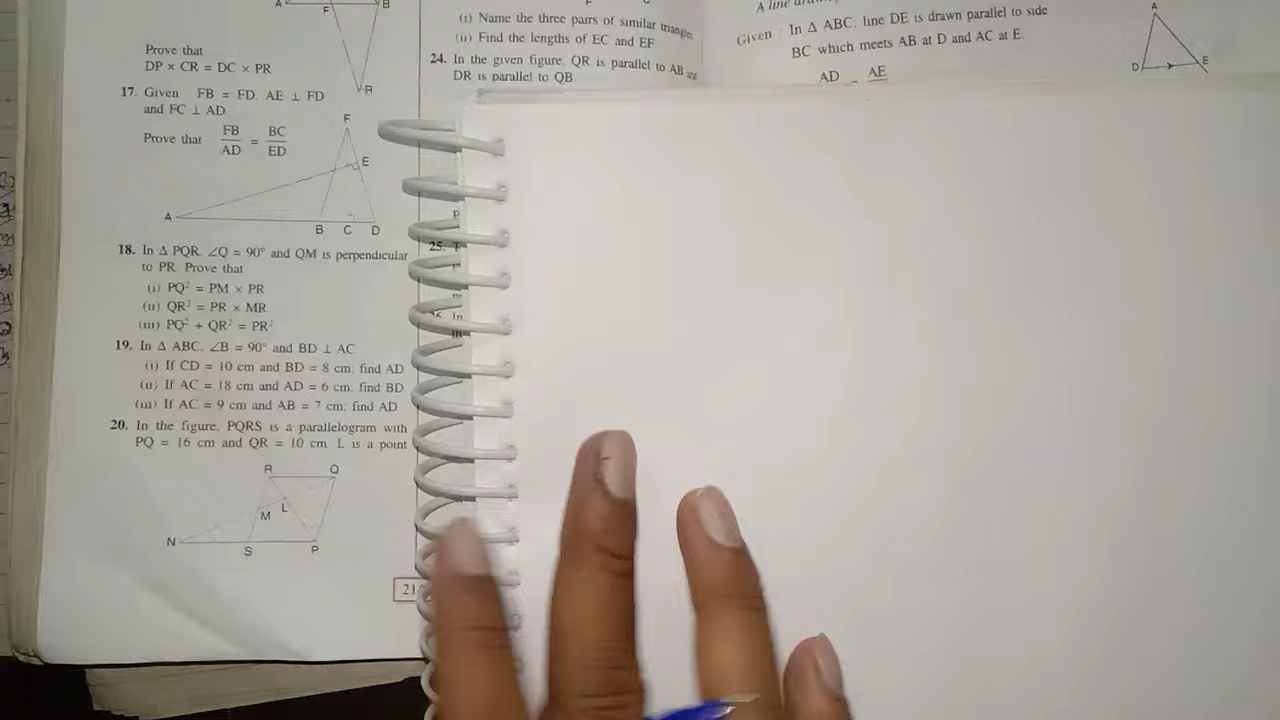 A
F
B
Prove that
DP × CR = DC × PR
R
17. Given FB = FD, AE ⊥ FD
and FC ⊥ AD
Prove that FB/AD = BC/ED
F
E
A
B C D
18. In Δ PQR, ∠Q = 90° and QM is perpendicular
to PR. Prove that
(i) PQ² = PM × PR
(ii) QR² = PR × MR
(iii) PQ² + QR² = PR²
19. In Δ ABC, ∠B = 90° and BD ⊥ AC
(i) If CD = 10 cm and BD = 8 cm; find AD
(ii) If AC = 18 cm and AD = 6 cm; find BD
(iii) If AC = 9 cm and AB = 7 cm; find AD
20. In the figure, PQRS is a parallelogram with
PQ = 16 cm and QR = 10 cm. L is a point
R Q
L
M
N
S P
21
(i) Name the three pairs of similar triangles
(ii) Find the lengths of EC and EF
24. In the given figure, QR is parallel to AB and
DR is parallel to QB.
25.
In
A line
Given : In Δ ABC, line DE is drawn parallel to side
BC which meets AB at D and AC at E.
AD AE
A
D E